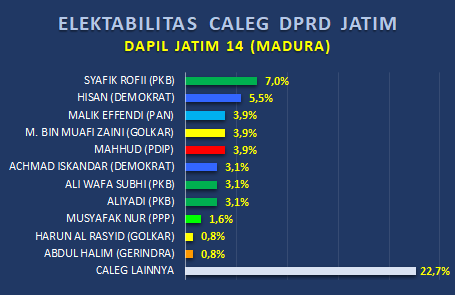 ELEKTABILITAS CALEG DPRD JATIM
DAPIL JATIM 14 (MADURA)
SYAFIK ROFII (PKB) 7,0%
HISAN (DEMOKRAT) 5,5%
MALIK EFFENDI (PAN) 3,9%
M. BIN MUAFI ZAINI (GOLKAR) 3,9%
MAHHUD (PDIP) 3,9%
ACHMAD ISKANDAR (DEMOKRAT) 3,1%
ALI WAFA SUBHI (PKB) 3,1%
ALIYADI (PKB) 3,1%
MUSYAFAK NUR (PPP) 1,6%
HARUN AL RASYID (GOLKAR) 0,8%
ABDUL HALIM (GERINDRA) 0,8%
CALEG LAINNYA 22,7%